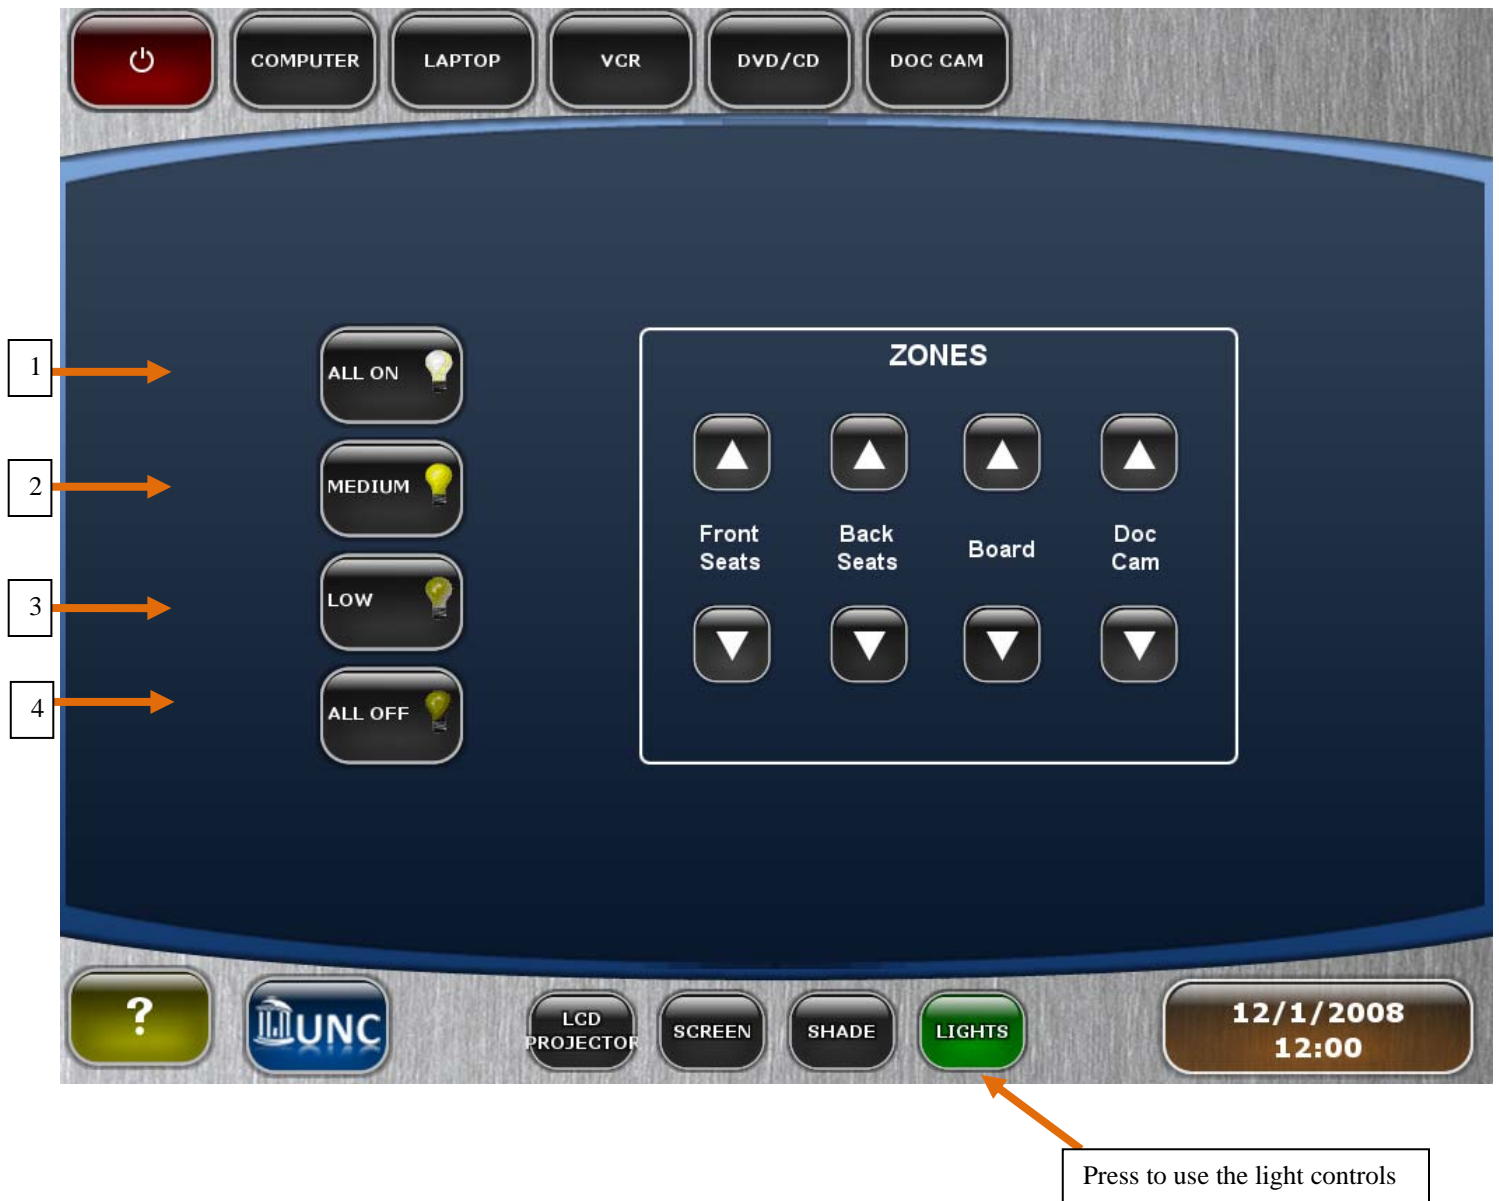 COMPUTER
LAPTOP
VCR
DVD/CD
DOC CAM
1
ALL ON
2
MEDIUM
3
LOW
4
ALL OFF
ZONES
Front
Seats
Back
Seats
Board
Doc
Cam
?
UNC
LCD
PROJECTOR
SCREEN
SHADE
LIGHTS
12/1/2008
12:00
Press to use the light controls